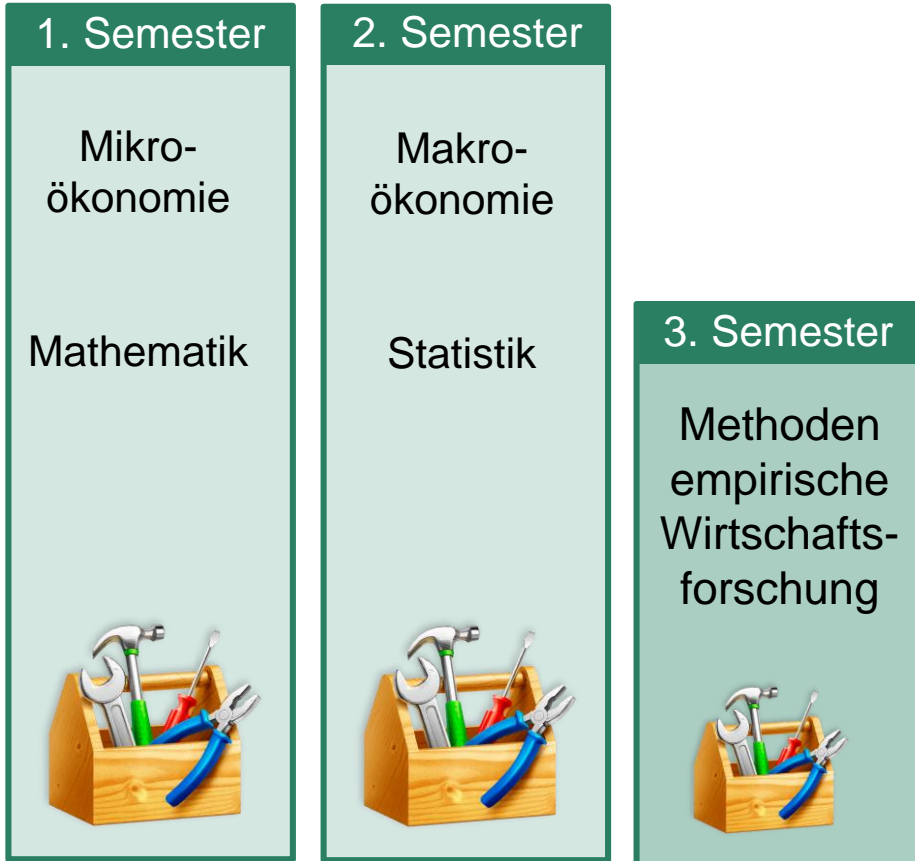 1. Semester
Mikro-
ökonomie
Mathematik
2. Semester
Makro-
ökonomie
Statistik
3. Semester
Methoden
empirische
Wirtschafts-
forschung